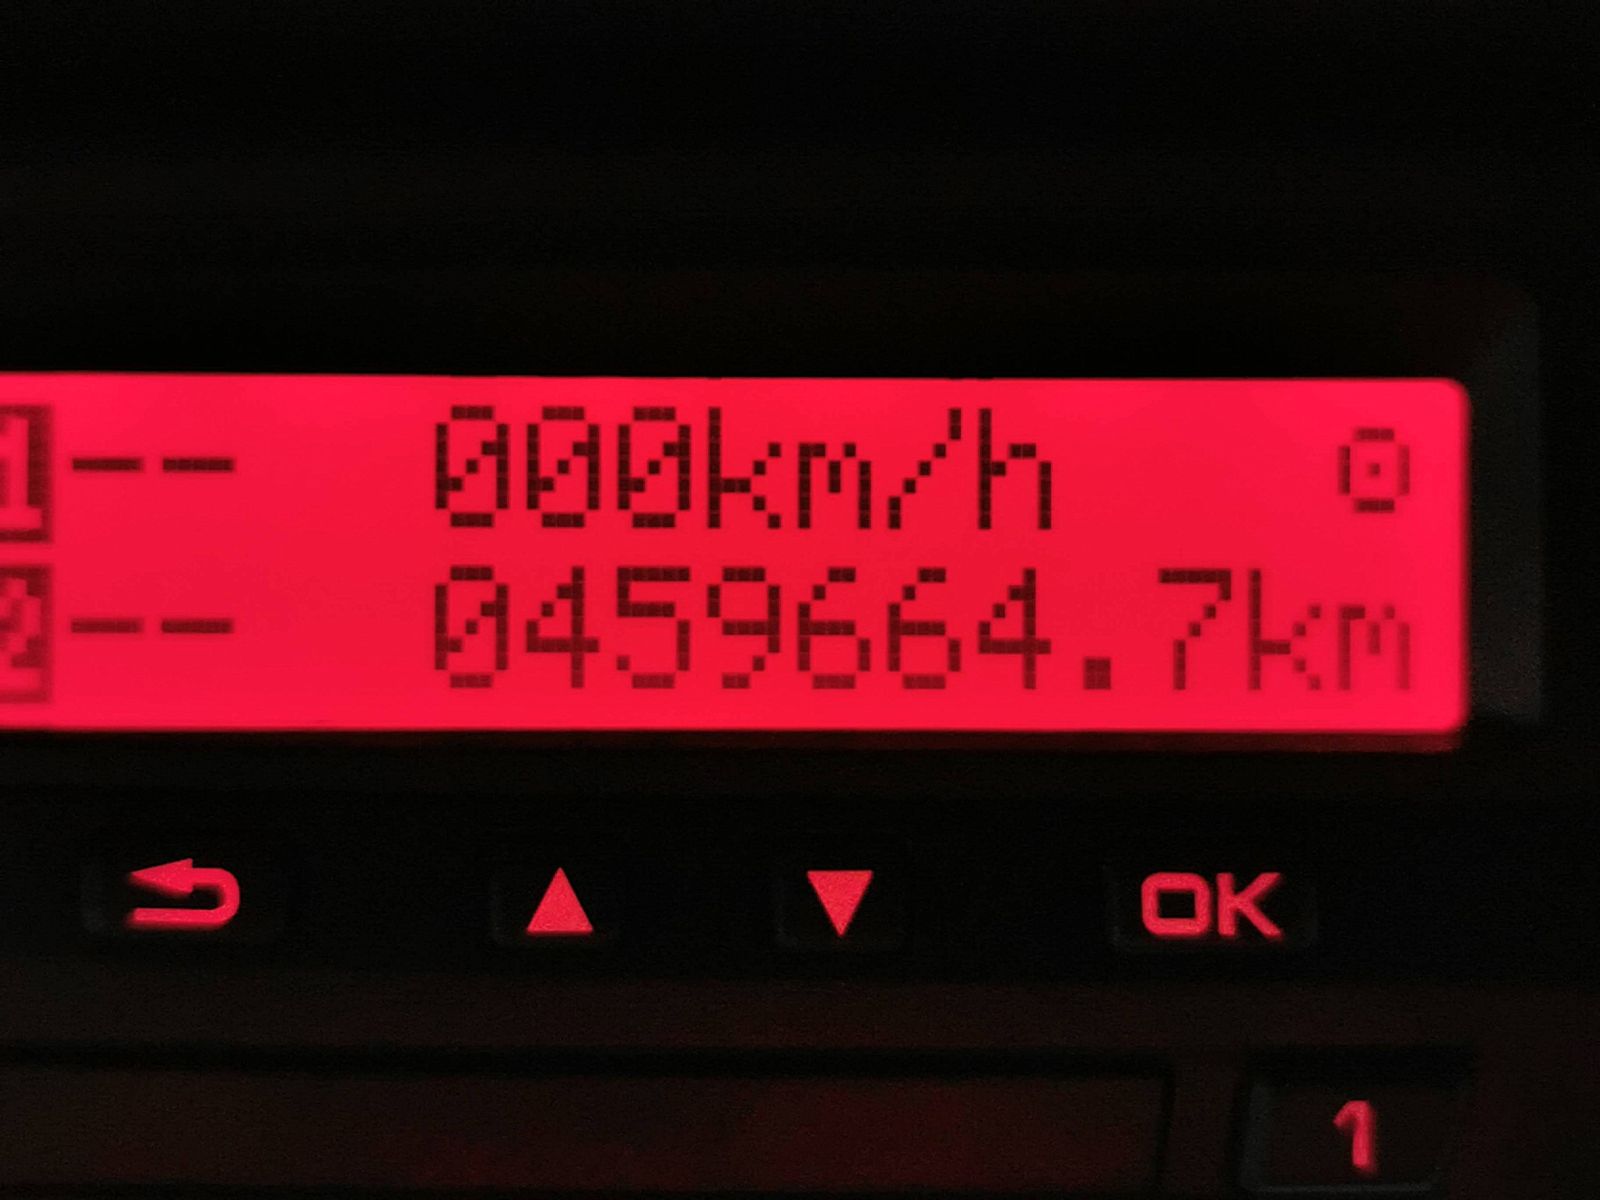 1 -- 000km/h ⊙
2 -- 0459664.7km
▲ ▼ OK
1